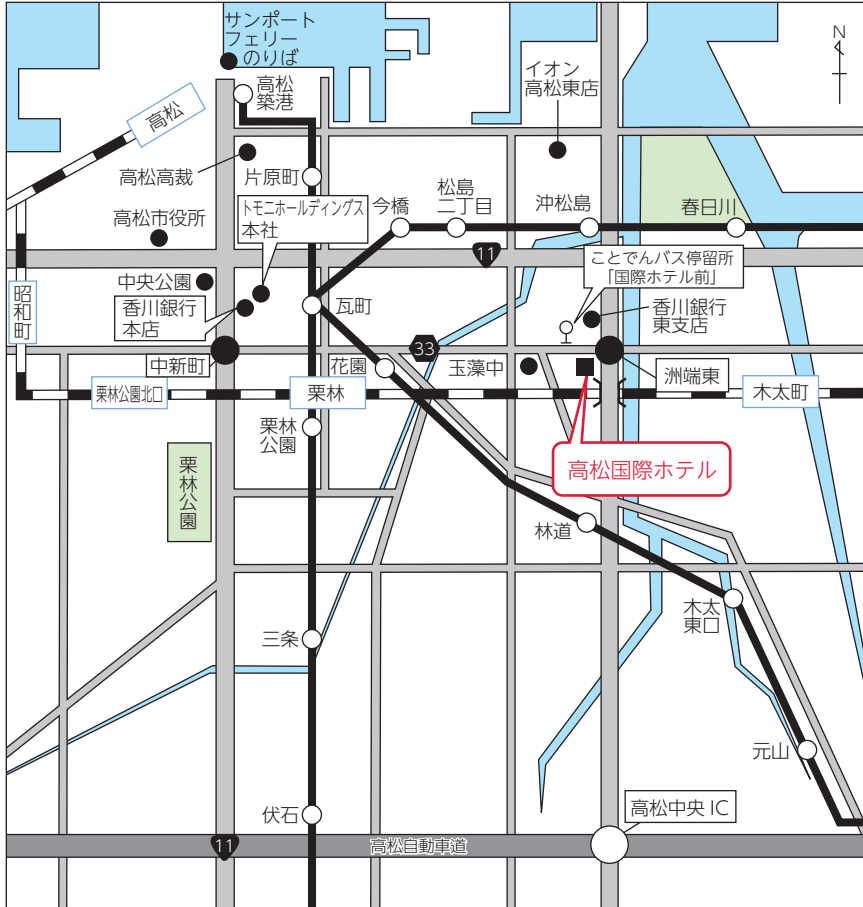 サンポート
フェリー
のりば
N
高松
築港
イオン
高松東店
高松
高松高裁
片原町
トモニホールディングス
本社
今橋
松島
二丁目
沖松島
春日川
高松市役所
11
ことでんバス停留所
「国際ホテル前」
中央公園
昭和町
香川銀行
本店
瓦町
香川銀行
東支店
33
中新町
花園
玉藻中
洲端東
栗林公園北口
栗林
木太町
栗林
公園
栗林公園
高松国際ホテル
林道
木太
東口
三条
元山
伏石
高松中央 IC
11
高松自動車道